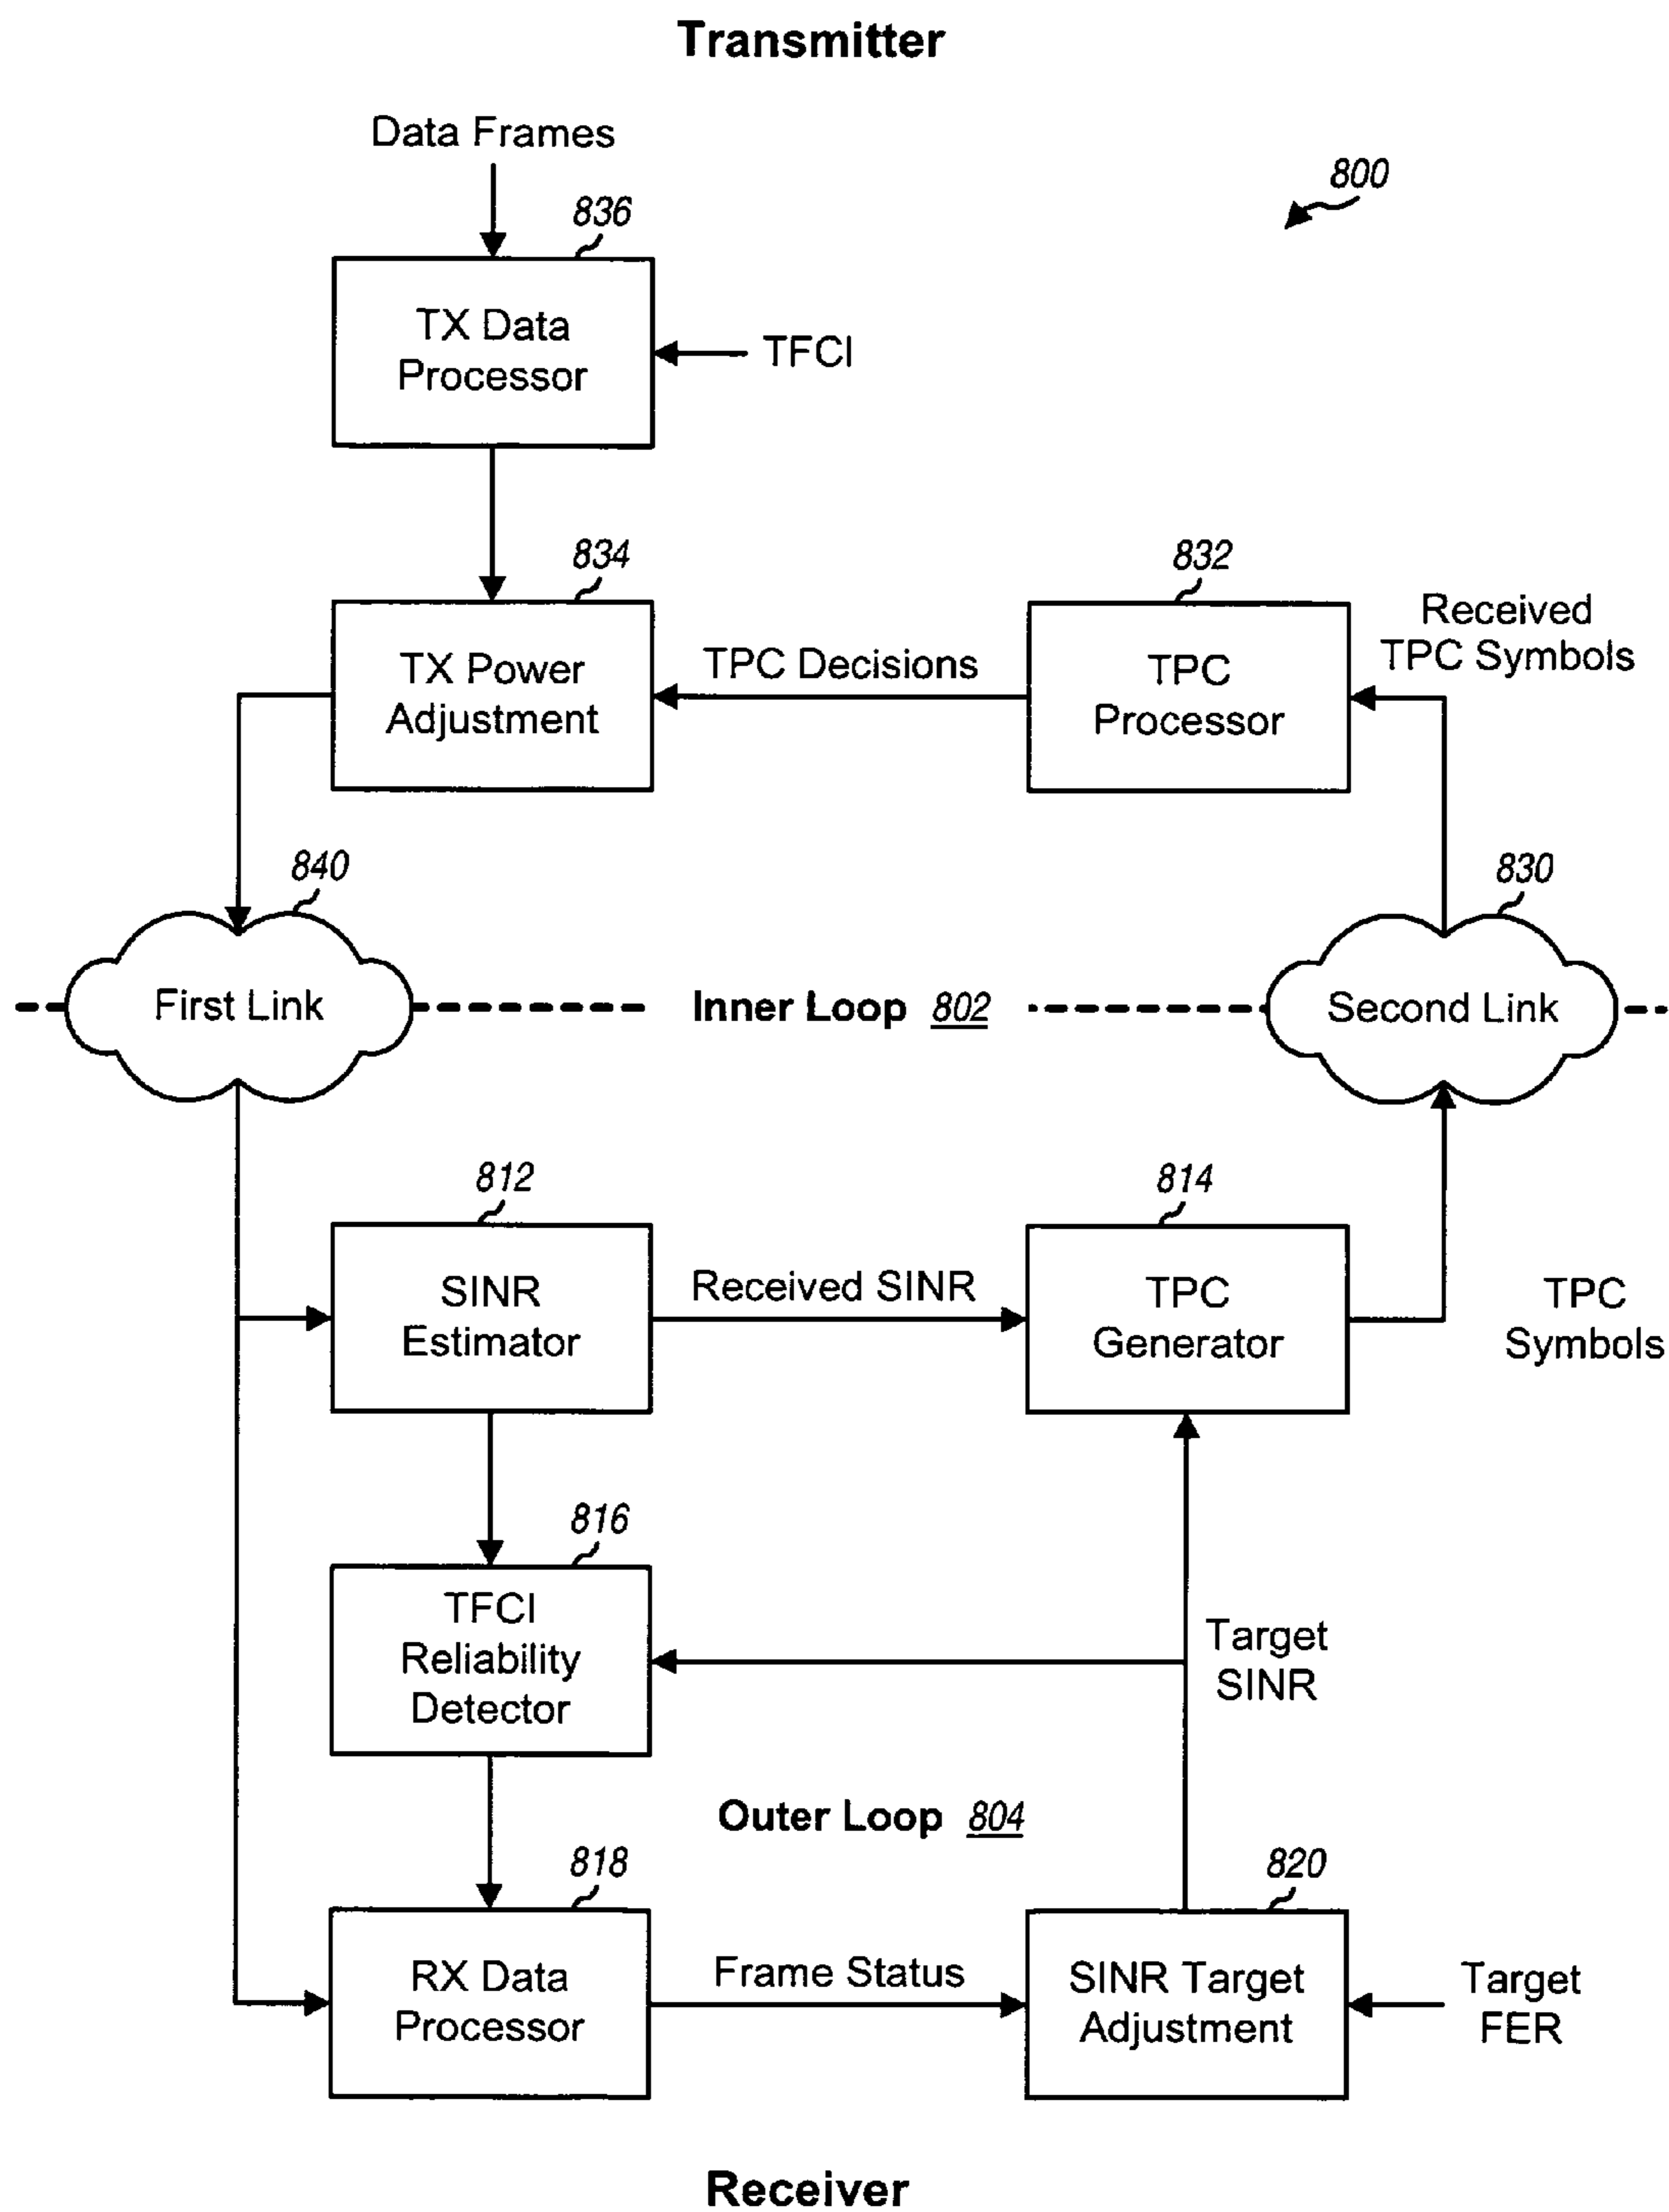 Transmitter
Data Frames
800
836
TX Data
Processor
TFCI
834
832
TX Power
Adjustment
TPC Decisions
TPC
Processor
Received
TPC Symbols
840
830
First Link
Inner Loop 802
Second Link
812
814
SINR
Estimator
Received SINR
TPC
Generator
TPC
Symbols
816
TFCI
Reliability
Detector
Target
SINR
Outer Loop 804
818
820
RX Data
Processor
Frame Status
SINR Target
Adjustment
Target
FER
Receiver